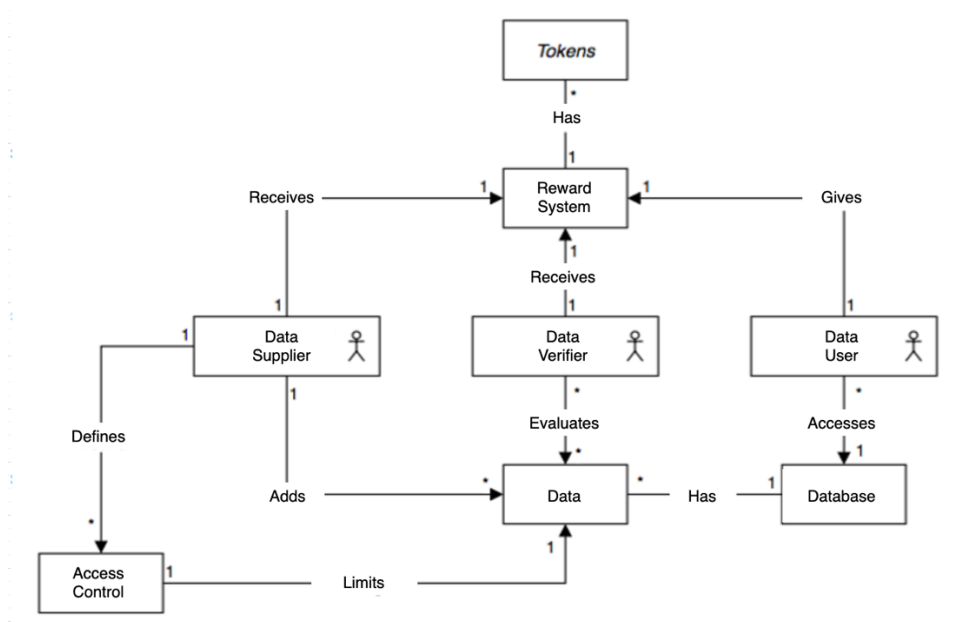 Tokens
*
Has
1
Receives
1
Reward
System
1
Gives
1
Receives
1
1
1
1
Data
Supplier
Data
Verifier
Data
User
1
*
*
Defines
Evaluates
Accesses
*
1
Adds
*
Data
*
Has
1
Database
*
1
Access
Control
1
Limits